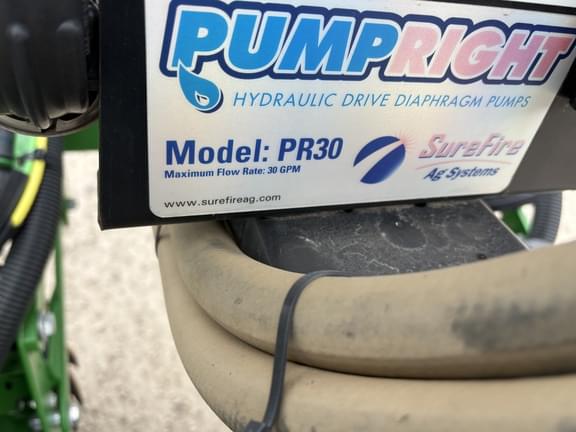 PUMPRIGHT
HYDRAULIC DRIVE DIAPHRAGM PUMPS
Model: PR30
Maximum Flow Rate: 30 GPM
SureFire
Ag Systems
www.surefireag.com